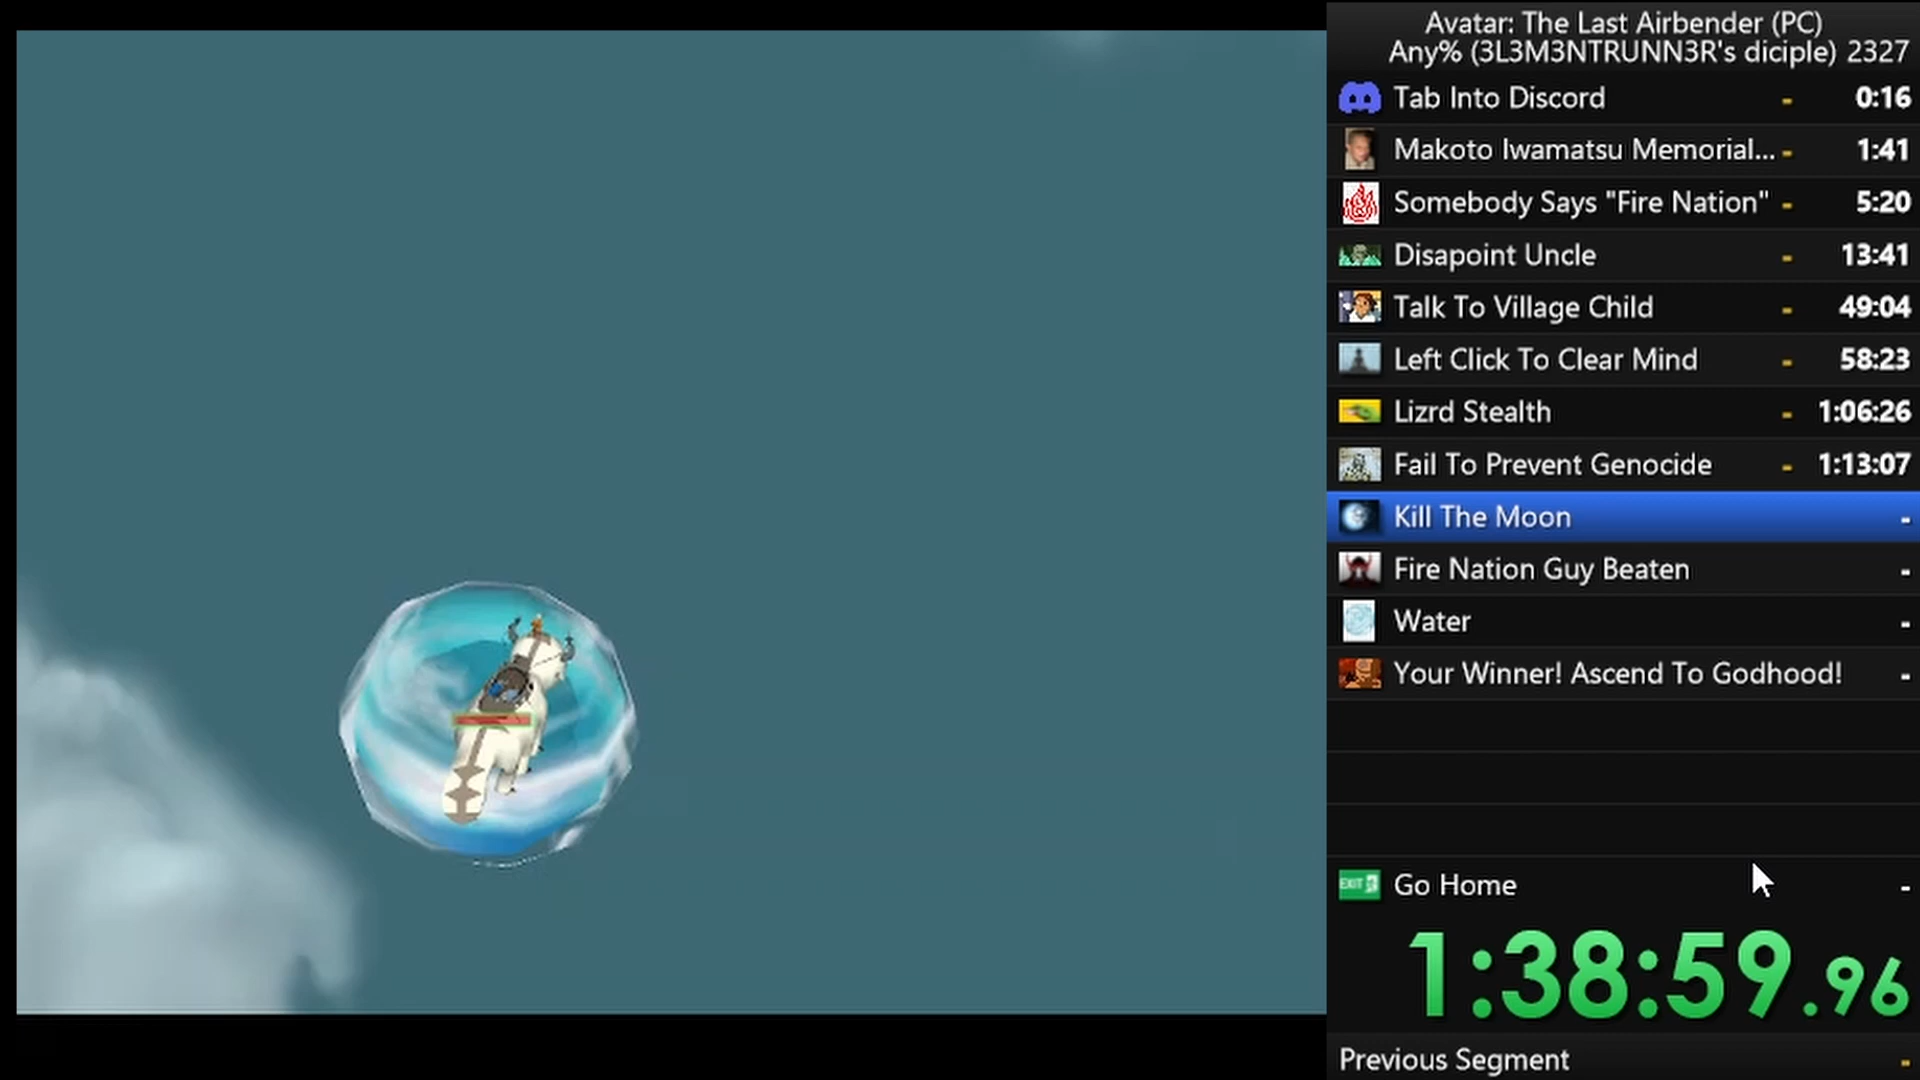 Avatar: The Last Airbender (PC)
Any% (3L3M3NTRUNN3R's diciple) 2327
Tab Into Discord - 0:16
Makoto Iwamatsu Memorial... - 1:41
Somebody Says "Fire Nation" - 5:20
Disapoint Uncle - 13:41
Talk To Village Child - 49:04
Left Click To Clear Mind - 58:23
Lizrd Stealth - 1:06:26
Fail To Prevent Genocide - 1:13:07
Kill The Moon -
Fire Nation Guy Beaten -
Water -
Your Winner! Ascend To Godhood! -
EXIT Go Home -
1:38:59.96
Previous Segment -